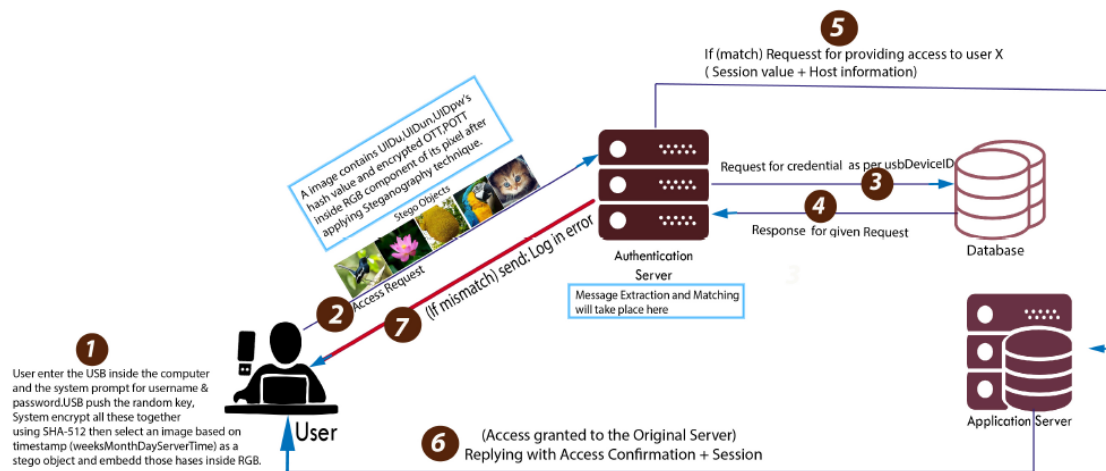 5
If (match) Requesst for providing access to user X
( Session value + Host information)
A image contains UIDu,UIDun,UIDpw's
hash value and encrypted OTT,POTT
inside RGB component of its pixel after
applying Steganography technique.
Stego Objects
Request for credential as per usbDeviceID
3
4
Response for given Request
Database
Authentication
Server
Message Extraction and Matching
will take place here
2
Access Request
7
(If mismatch) send: Log in error
1
User enter the USB inside the computer
and the system prompt for username &
password.USB push the random key,
System encrypt all these together
using SHA-512 then select an image based on
timestamp (weeksMonthDayServerTime) as a
stego object and embedd those hases inside RGB.
User
Application Server
6
(Access granted to the Original Server)
Replying with Access Confirmation + Session